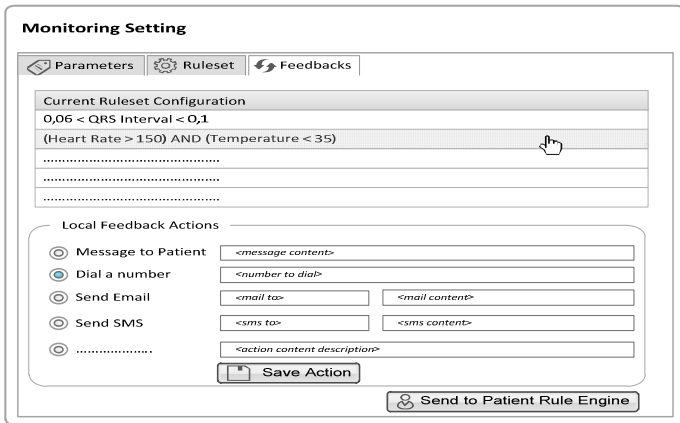 Monitoring Setting
Parameters Ruleset Feedbacks
Current Ruleset Configuration
0,06 < QRS Interval < 0,1
(Heart Rate > 150) AND (Temperature < 35)
............................................
............................................
............................................
Local Feedback Actions
Message to Patient <message content>
Dial a number <number to dial>
Send Email <mail to> <mail content>
Send SMS <sms to> <sms content>
.................... <action content description>
Save Action
Send to Patient Rule Engine